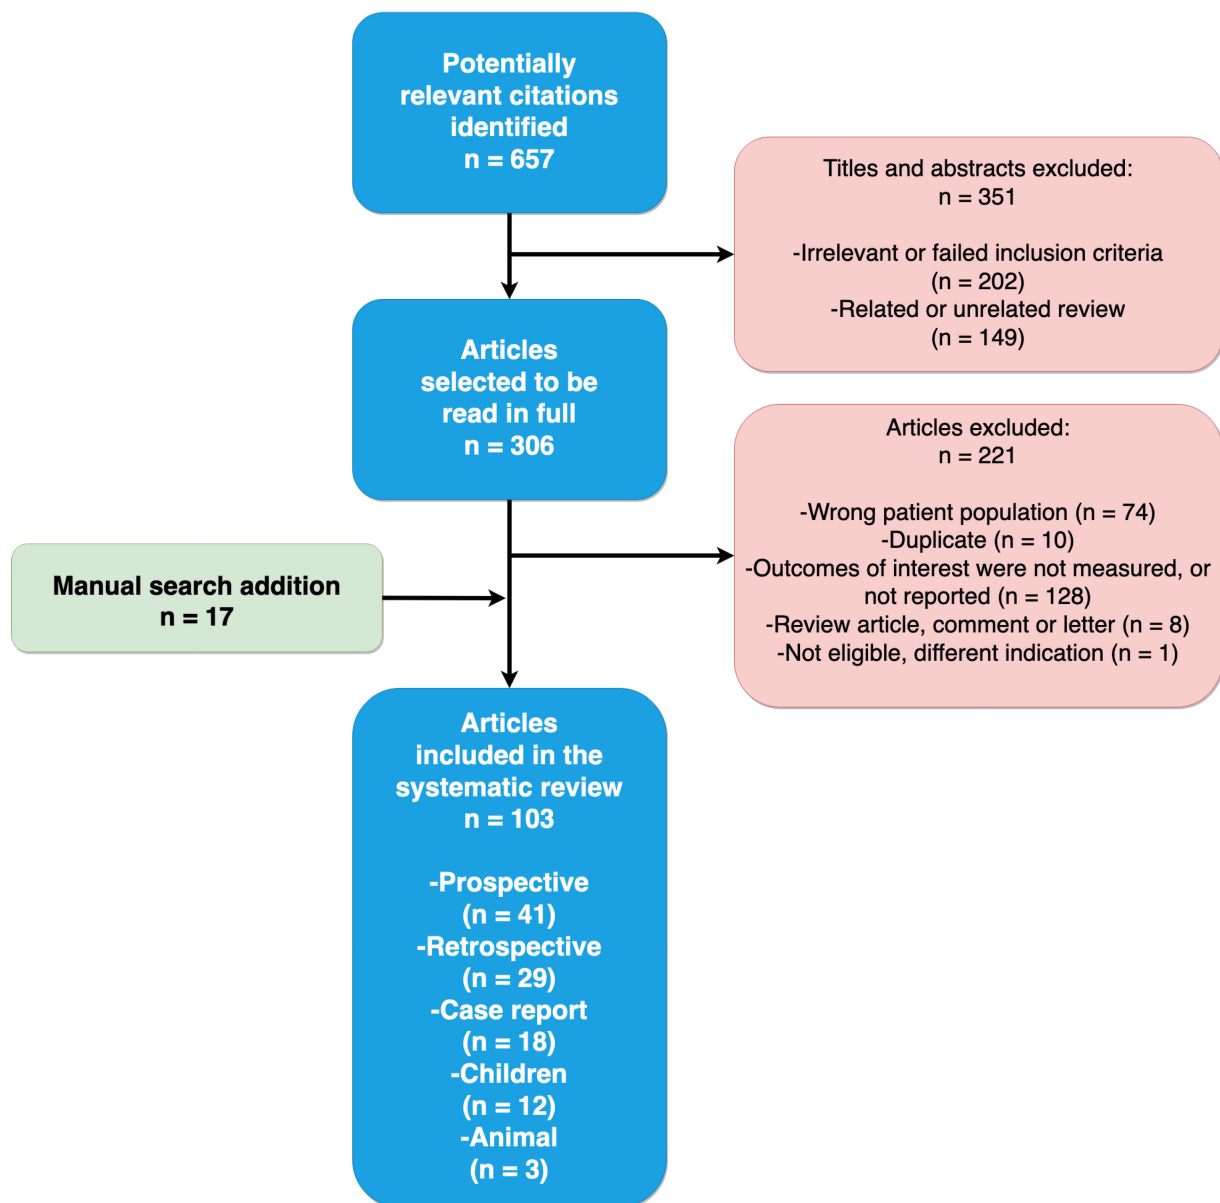 Potentially
relevant citations
identified
n = 657
Titles and abstracts excluded:
n = 351
-Irrelevant or failed inclusion criteria
(n = 202)
-Related or unrelated review
(n = 149)
Articles
selected to be
read in full
n = 306
Articles excluded:
n = 221
-Wrong patient population (n = 74)
-Duplicate (n = 10)
-Outcomes of interest were not measured, or
not reported (n = 128)
-Review article, comment or letter (n = 8)
-Not eligible, different indication (n = 1)
Manual search addition
n = 17
Articles
included in the
systematic review
n = 103
-Prospective
(n = 41)
-Retrospective
(n = 29)
-Case report
(n = 18)
-Children
(n = 12)
-Animal
(n = 3)